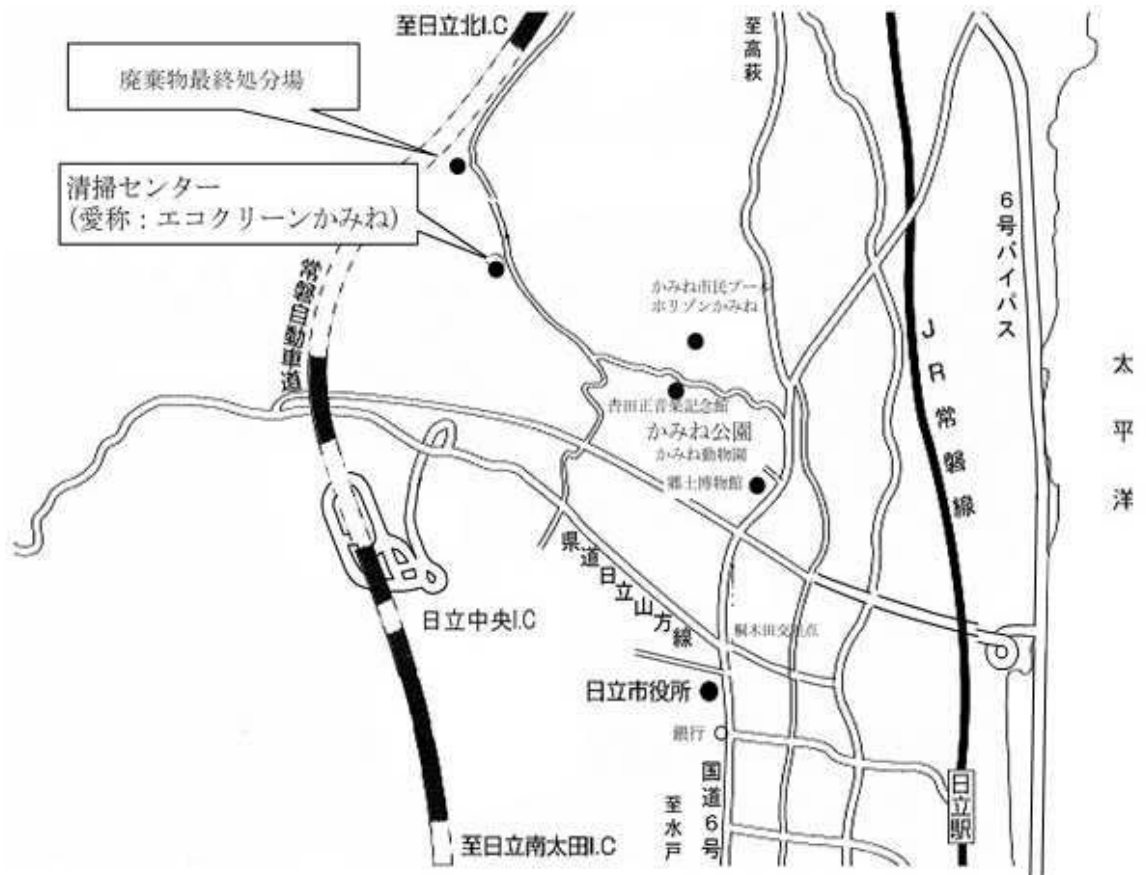 至日立北I.C
至高萩
廃棄物最終処分場
清掃センター
(愛称：エコクリーンかみね)
6号バイパス
常磐自動車道
かみね市民プール
ホリゾンかみね
JR常磐線
太平洋
吉田正音楽記念館
かみね公園
かみね動物園
郷土博物館
県道日立山方線
日立中央I.C
桐木田交差点
日立市役所
銀行
国道6号
至水戸
日立駅
至日立南太田I.C